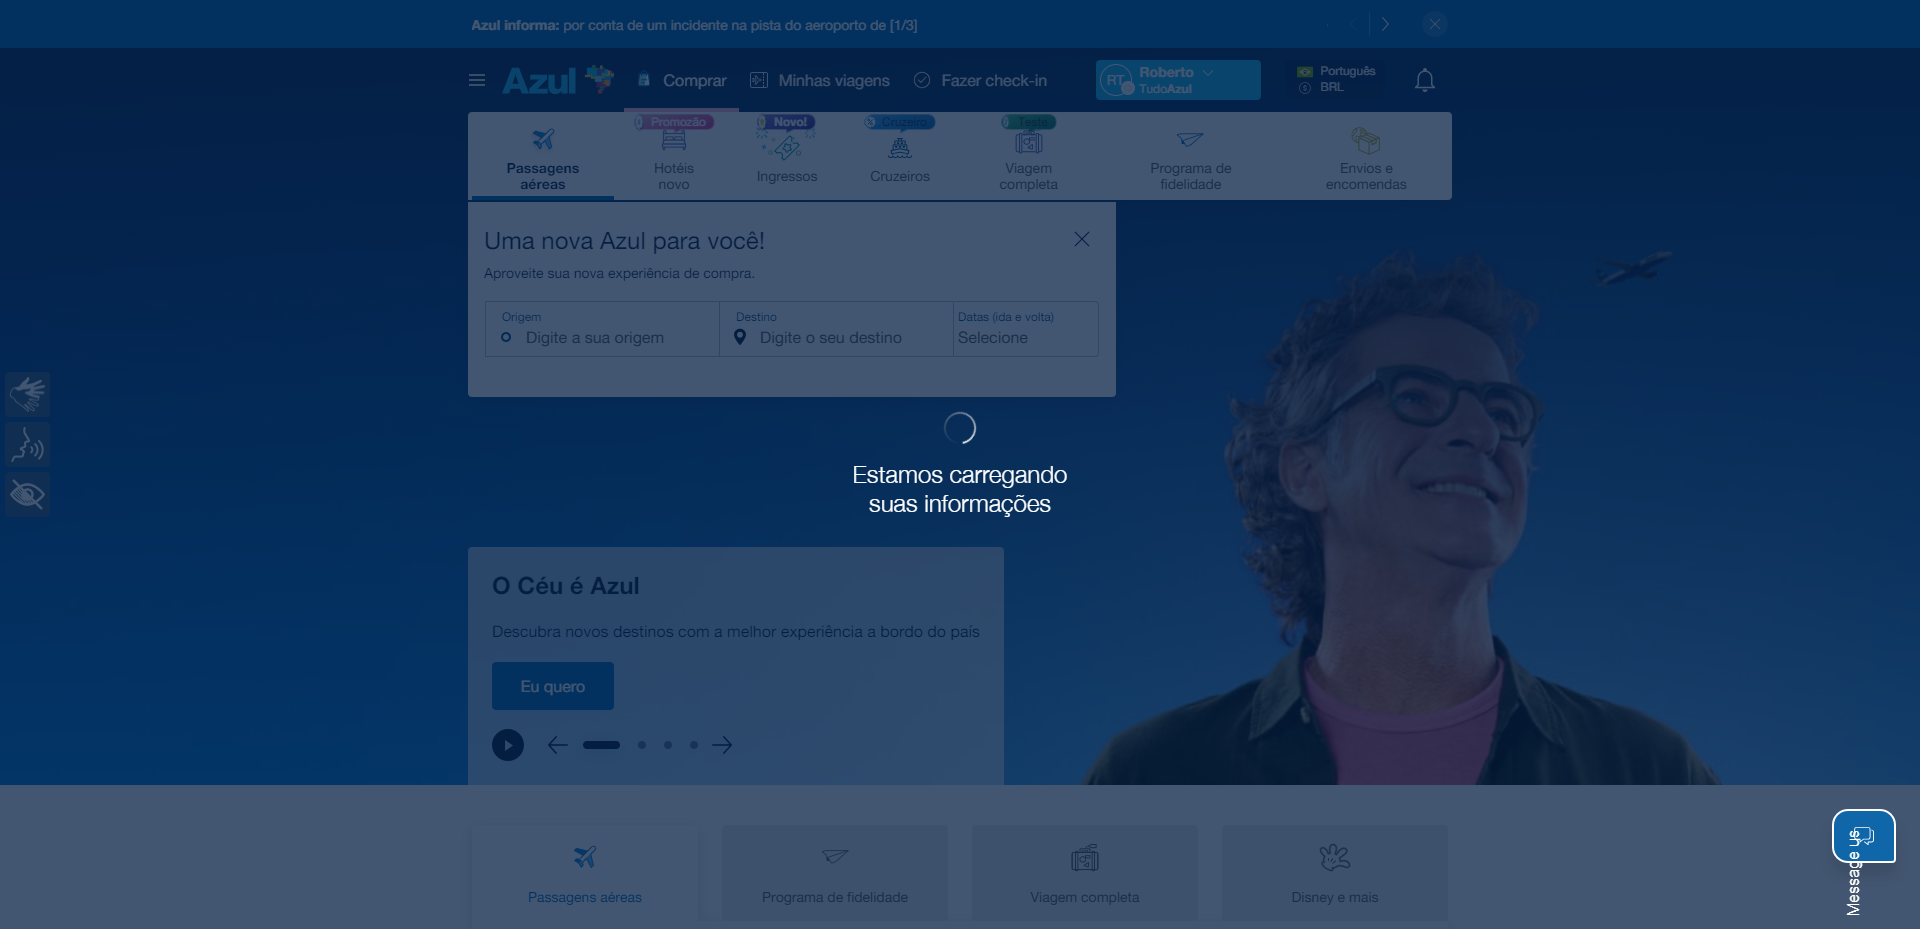 Azul informa: por conta de um incidente na pista do aeroporto de [1/3]
Azul
Comprar
Minhas viagens
Fazer check-in
RT
Roberto
TudoAzul
Português
BRL
Passagens
aéreas
Promozão
Hotéis
novo
Novo!
Ingressos
Cruzeiro
Cruzeiros
Teste
Viagem
completa
Programa de
fidelidade
Envios e
encomendas
Uma nova Azul para você!
Aproveite sua nova experiência de compra.
Origem
Digite a sua origem
Destino
Digite o seu destino
Datas (ida e volta)
Selecione
Estamos carregando
suas informações
O Céu é Azul
Descubra novos destinos com a melhor experiência a bordo do país
Eu quero
Passagens aéreas
Programa de fidelidade
Viagem completa
Disney e mais
Message us